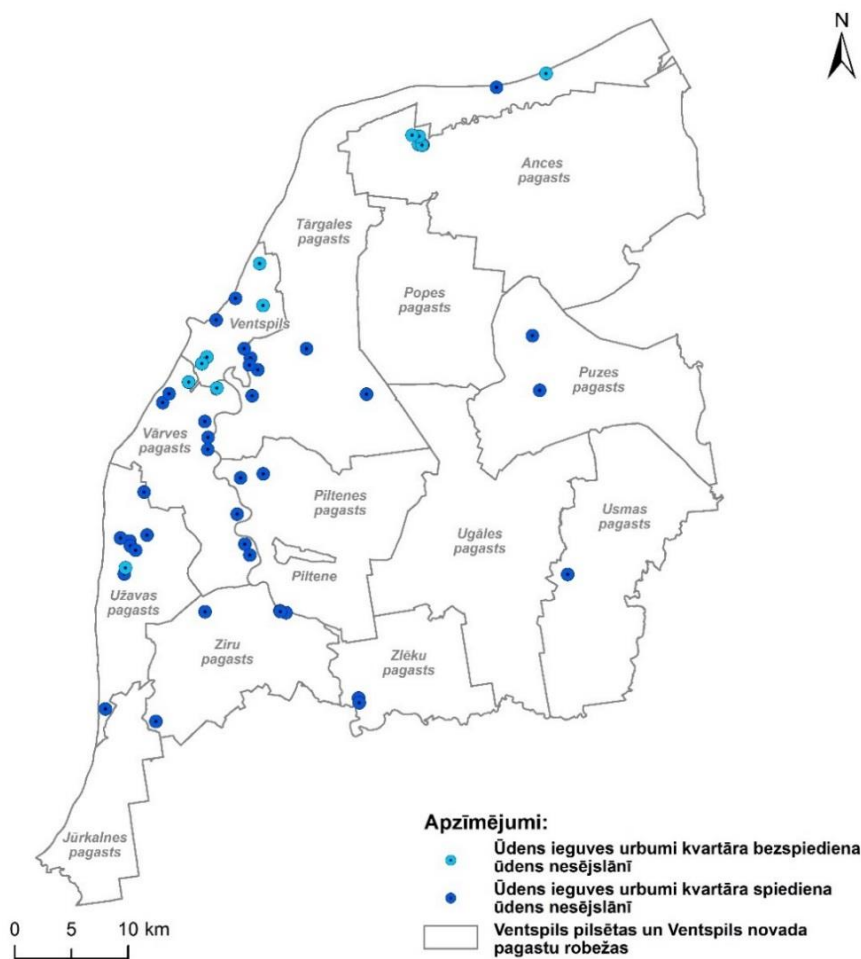 N
Ances
pagasts
Tārgales
pagasts
Popes
pagasts
Ventspils
Puzes
pagasts
Vārves
pagasts
Piltenes
pagasts
Usmas
pagasts
Ugāles
pagasts
Piltene
Užavas
pagasts
Ziru
pagasts
Zlēku
pagasts
Jūrkalnes
pagasts
Apzīmējumi:
Ūdens ieguves urbumi kvartāra bezspiediena
ūdens nesējslānī
Ūdens ieguves urbumi kvartāra spiediena
ūdens nesējslānī
Ventspils pilsētas un Ventspils novada
pagastu robežas
0 5 10 km